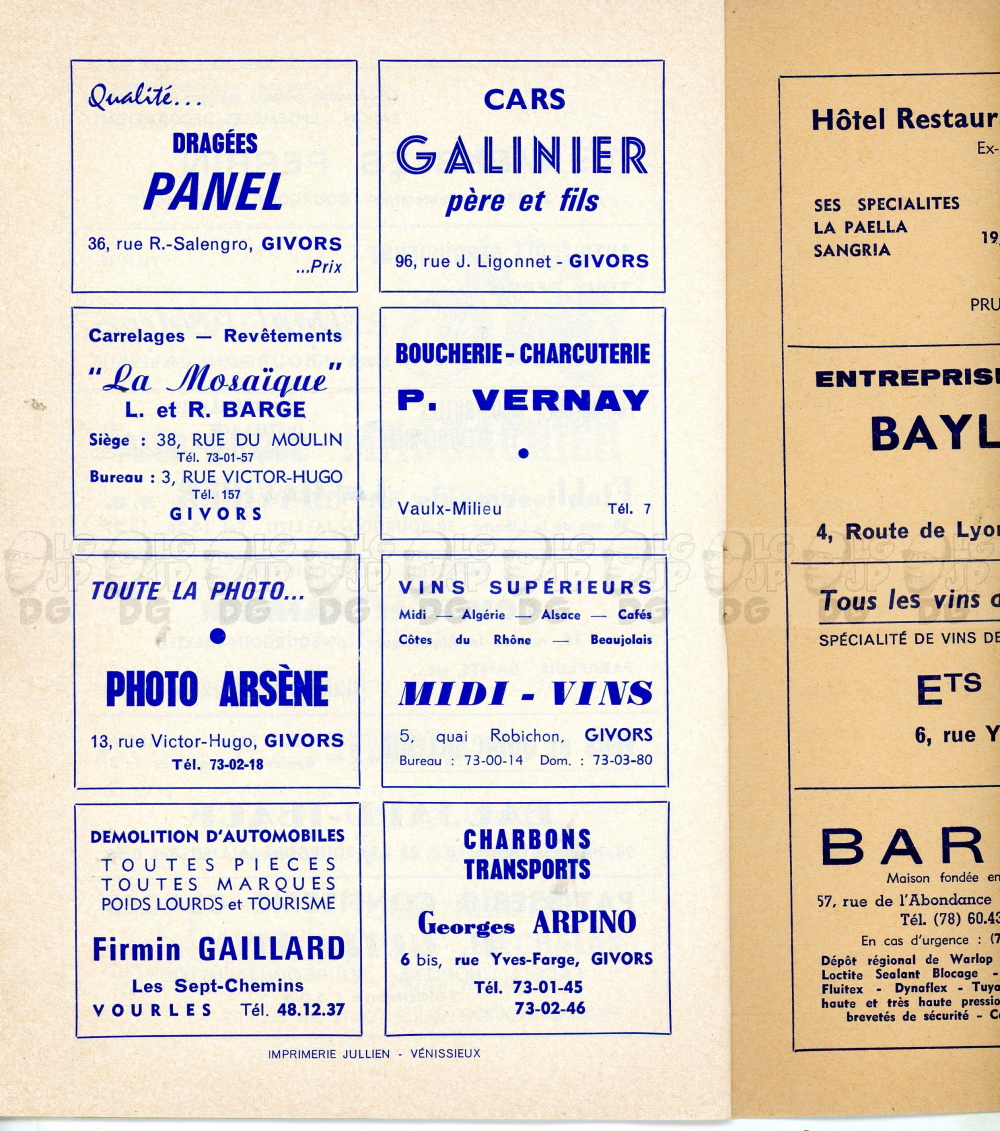 Qualité...
DRAGÉES
PANEL
36, rue R.-Salengro, GIVORS
...Prix
CARS
GALINIER
père et fils
96, rue J. Ligonnet - GIVORS
Carrelages — Revêtements
"La Mosaïque"
L. et R. BARGE
Siège : 38, RUE DU MOULIN
Tél. 73-01-57
Bureau : 3, RUE VICTOR-HUGO
Tél. 157
GIVORS
BOUCHERIE - CHARCUTERIE
P. VERNAY
●
Vaulx-Milieu Tél. 7
TOUTE LA PHOTO...
●
PHOTO ARSÈNE
13, rue Victor-Hugo, GIVORS
Tél. 73-02-18
VINS SUPÉRIEURS
Midi — Algérie — Alsace — Cafés
Côtes du Rhône — Beaujolais
MIDI - VINS
5, quai Robichon, GIVORS
Bureau : 73-00-14 Dom. : 73-03-80
DEMOLITION D'AUTOMOBILES
TOUTES PIECES
TOUTES MARQUES
POIDS LOURDS et TOURISME
Firmin GAILLARD
Les Sept-Chemins
VOURLES Tél. 48.12.37
CHARBONS
TRANSPORTS
Georges ARPINO
6 bis, rue Yves-Farge, GIVORS
Tél. 73-01-45
73-02-46
IMPRIMERIE JULLIEN - VÉNISSIEUX
Hôtel Restaur
Ex-
SES SPECIALITES
LA PAELLA
SANGRIA
19,
PRU
ENTREPRIS
BAYL
4, Route de Lyo
Tous les vins
SPÉCIALITÉ DE VINS DE
ETS
6, rue Y
BAR
Maison fondée en
57, rue de l'Abondance
Tél. (78) 60.43
En cas d'urgence : (7
Dépôt régional de Warlop
Loctite Sealant Blocage -
Fluitex - Dynaflex - Tuya
haute et très haute pressio
brevetés de sécurité - C
LG JP DG